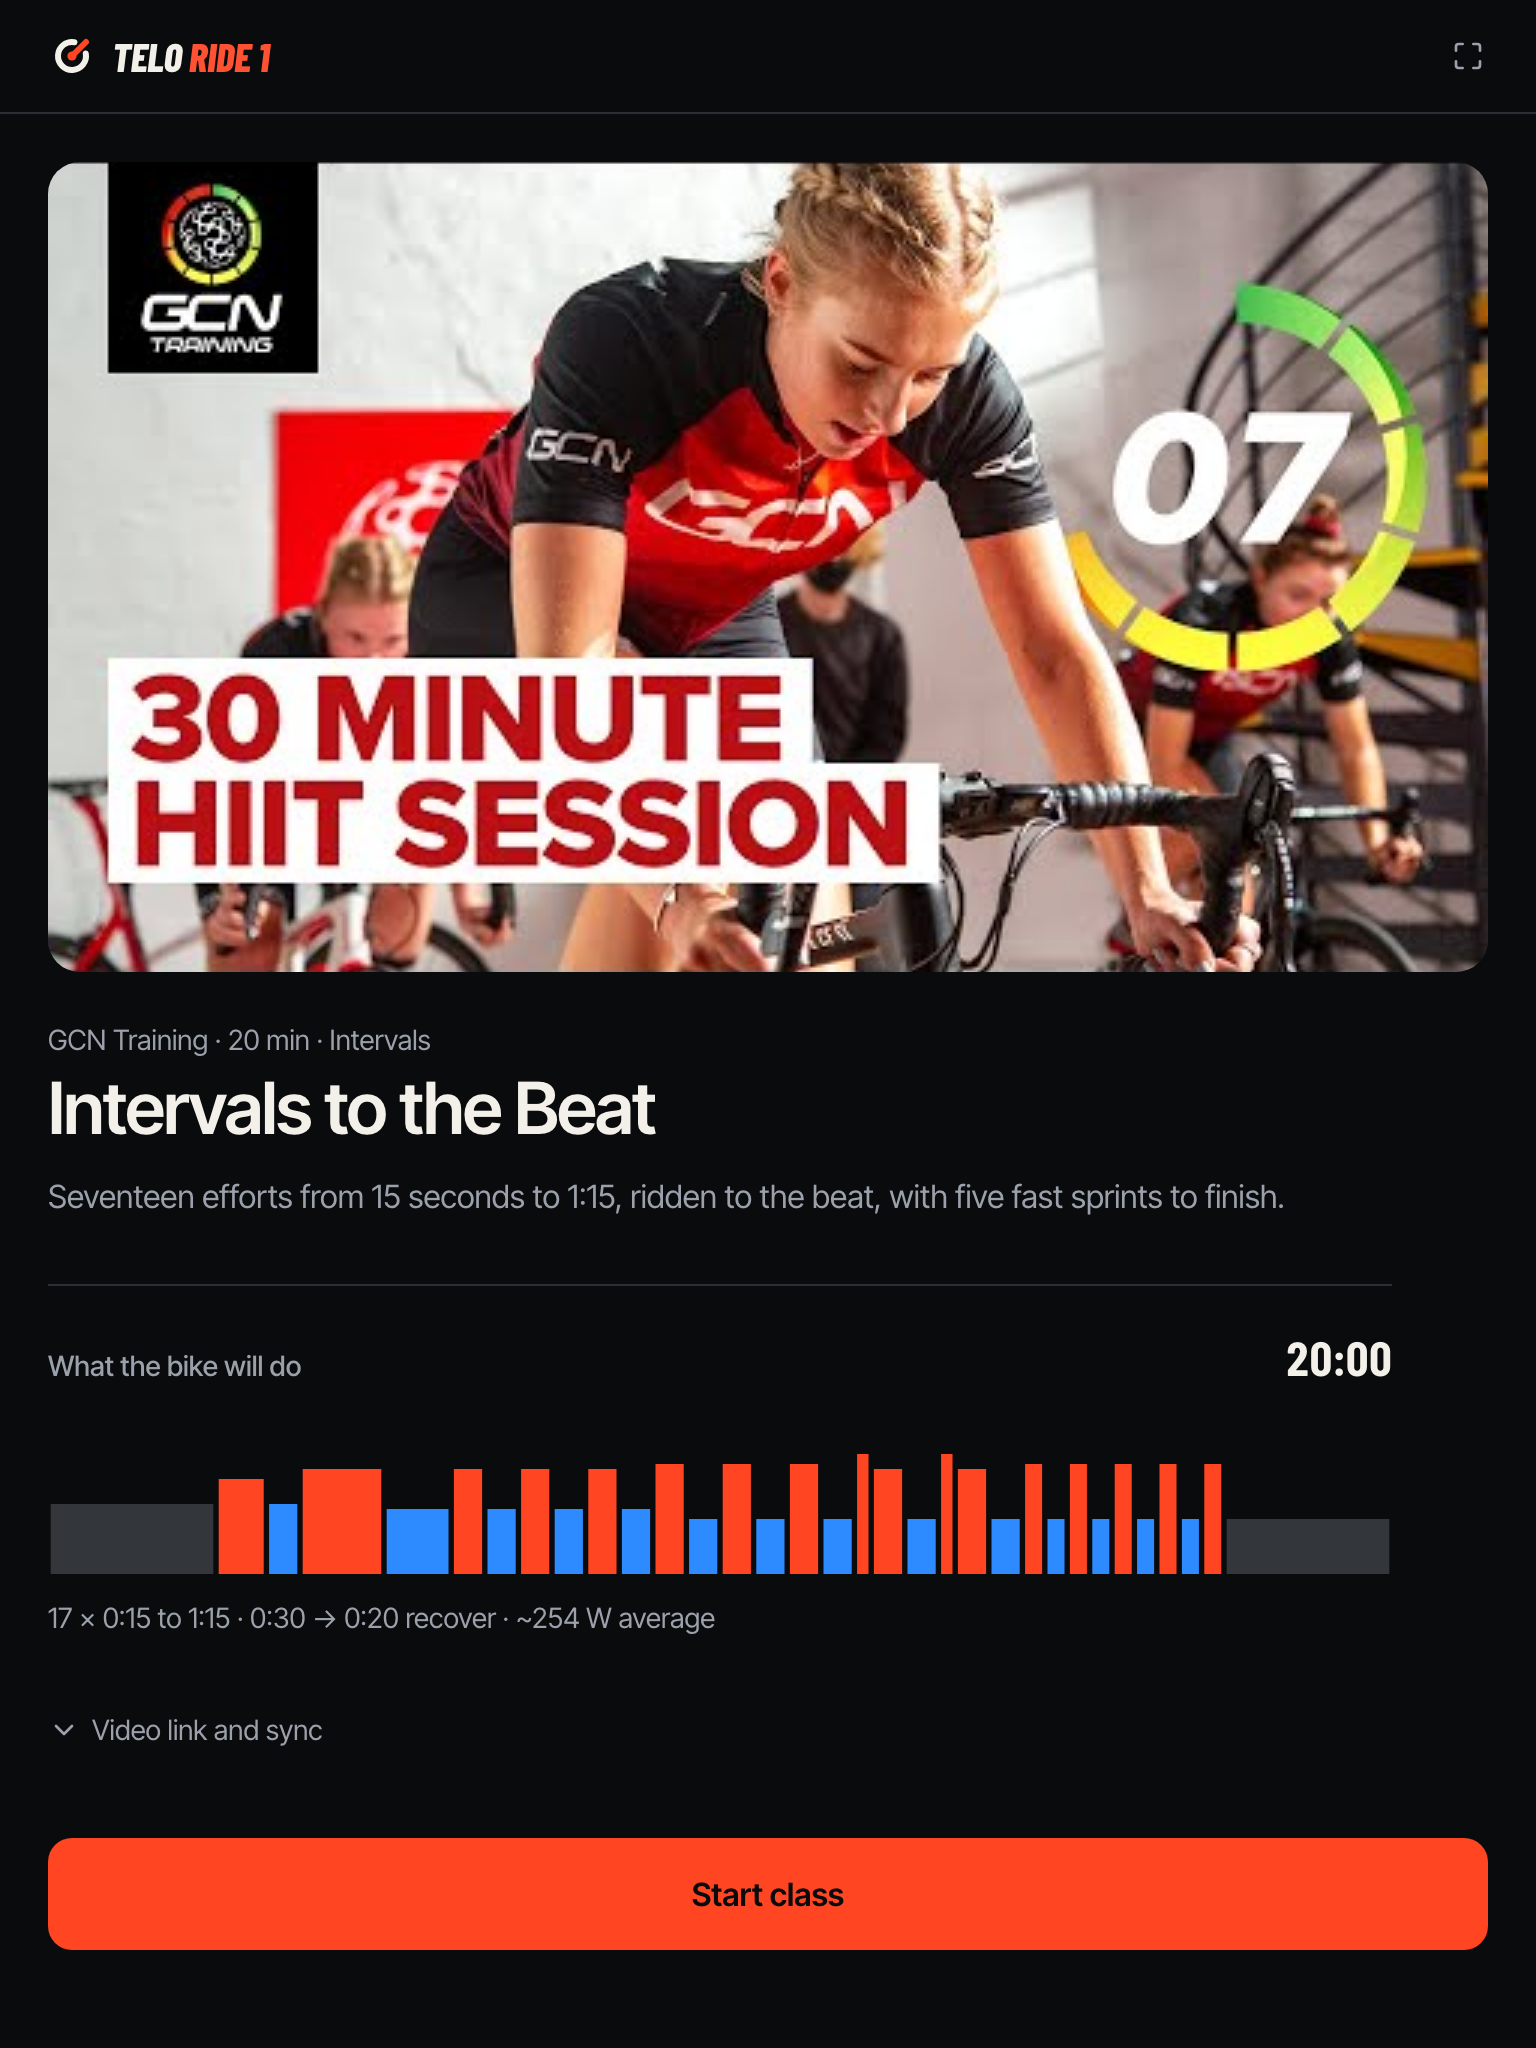 TELO RIDE 1
GCN
TRAINING
GCN
GCN
07
30 MINUTE
HIIT SESSION
GCN Training · 20 min · Intervals
Intervals to the Beat
Seventeen efforts from 15 seconds to 1:15, ridden to the beat, with five fast sprints to finish.
What the bike will do
20:00
17 × 0:15 to 1:15 · 0:30 → 0:20 recover · ~254 W average
Video link and sync
Start class